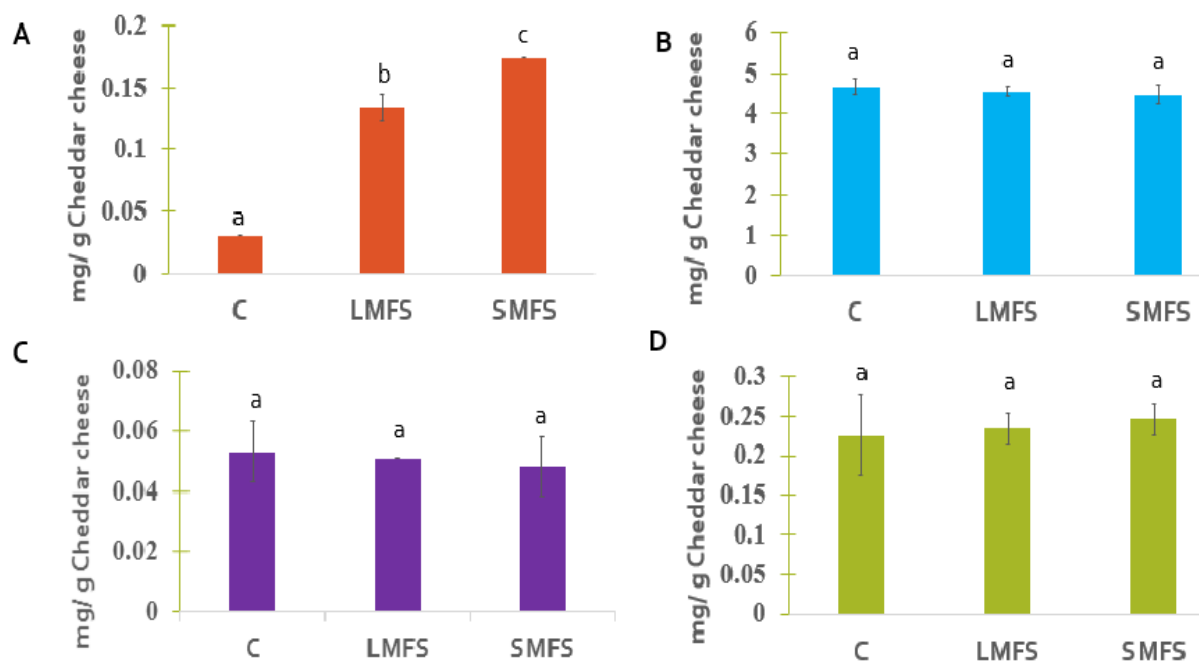 A
mg/ g Cheddar cheese
0.2
0.15
0.1
0.05
0
a
b
c
C
LMFS
SMFS
B
mg/ g Cheddar cheese
6
5
4
3
2
1
0
a
a
a
C
LMFS
SMFS
C
mg/ g Cheddar cheese
0.08
0.06
0.04
0.02
0
a
a
a
C
LMFS
SMFS
D
mg/ g Cheddar cheese
0.3
0.25
0.2
0.15
0.1
0.05
0
a
a
a
C
LMFS
SMFS